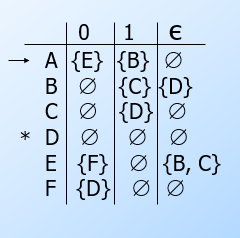 0 1 ϵ
→ A {E} {B} ∅
B ∅ {C} {D}
C ∅ {D} ∅
* D ∅ ∅ ∅
E {F} ∅ {B, C}
F {D} ∅ ∅